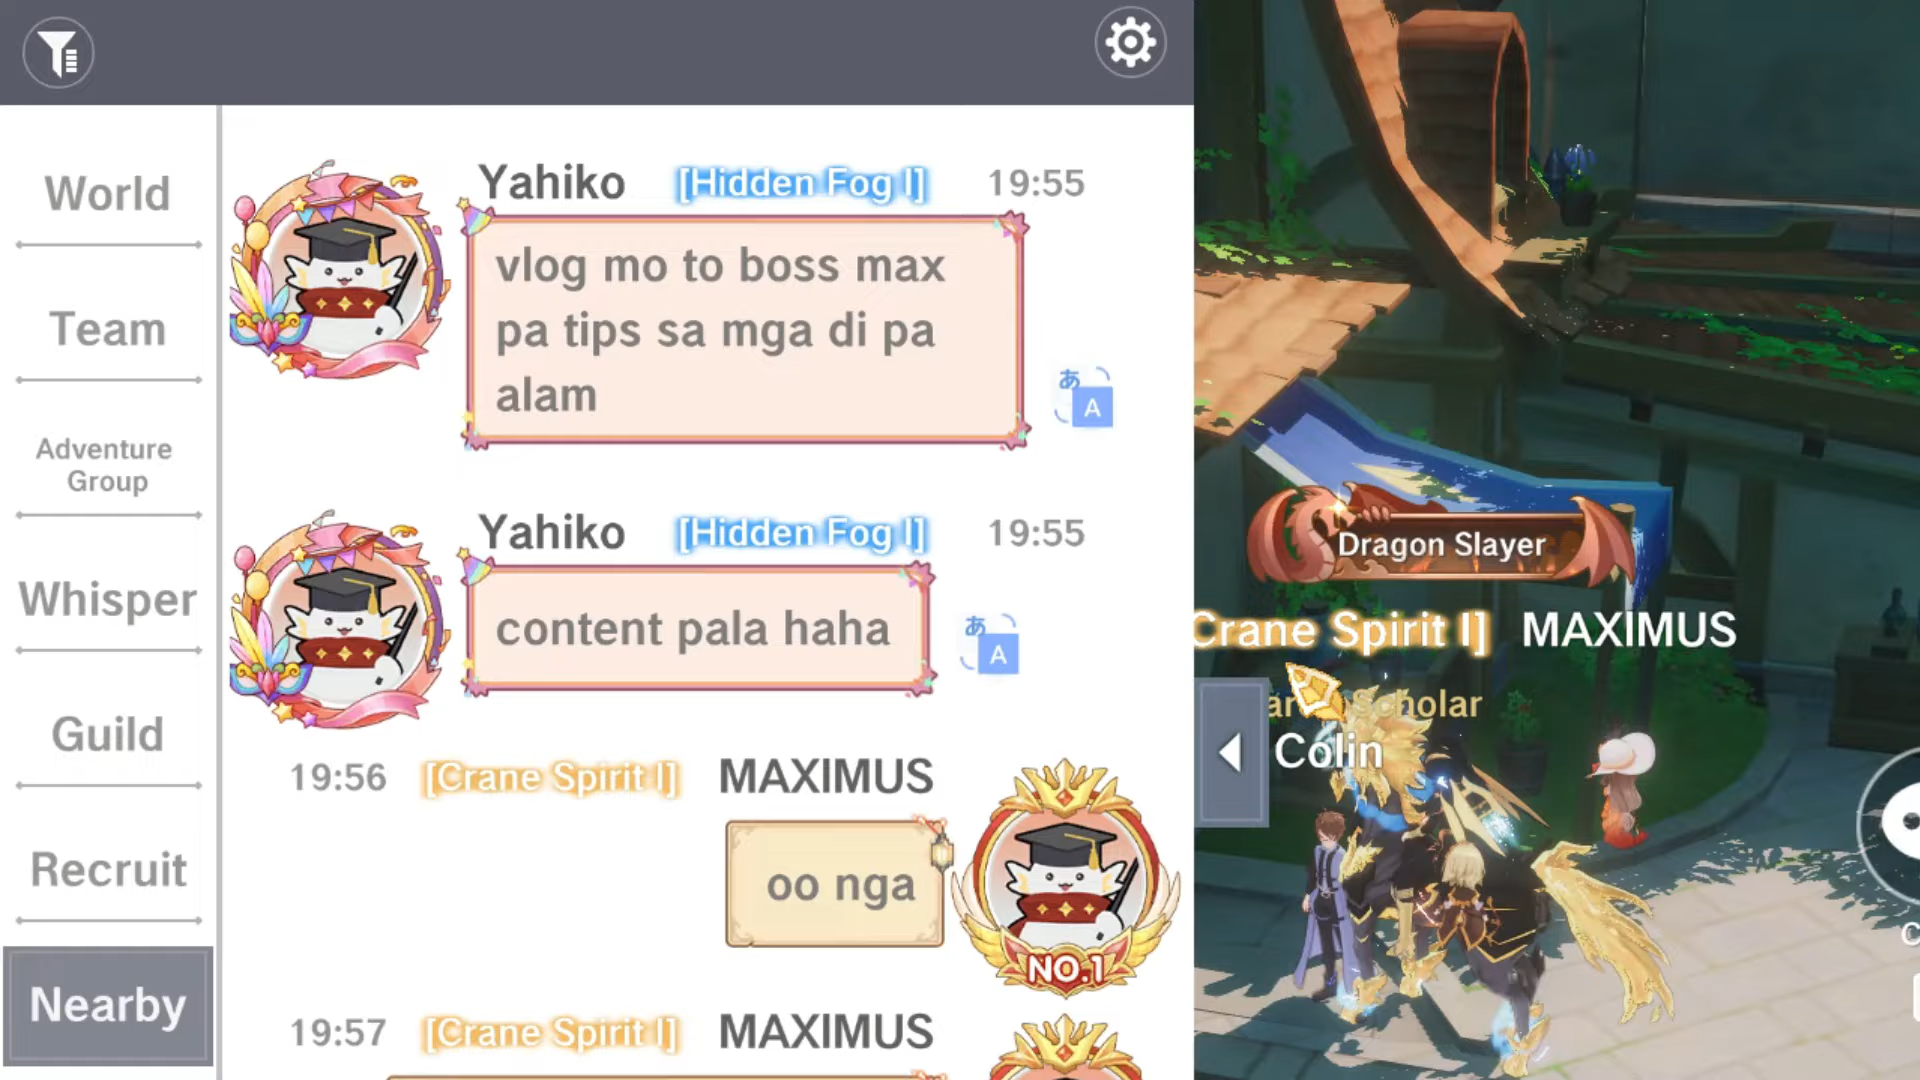 World
Team
Adventure
Group
Whisper
Guild
Recruit
Nearby
Yahiko [Hidden Fog I] 19:55
vlog mo to boss max
pa tips sa mga di pa
alam
あ
A
Yahiko [Hidden Fog I] 19:55
content pala haha
あ
A
19:56 [Crane Spirit I] MAXIMUS
oo nga
NO.1
19:57 [Crane Spirit I] MAXIMUS
Dragon Slayer
Crane Spirit I] MAXIMUS
Scholar
Colin